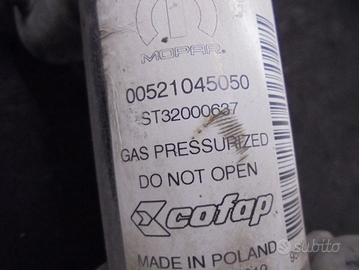 MOPAR
00521045050
ST32000637
GAS PRESSURIZED
DO NOT OPEN
cofap
MADE IN POLAND
subito